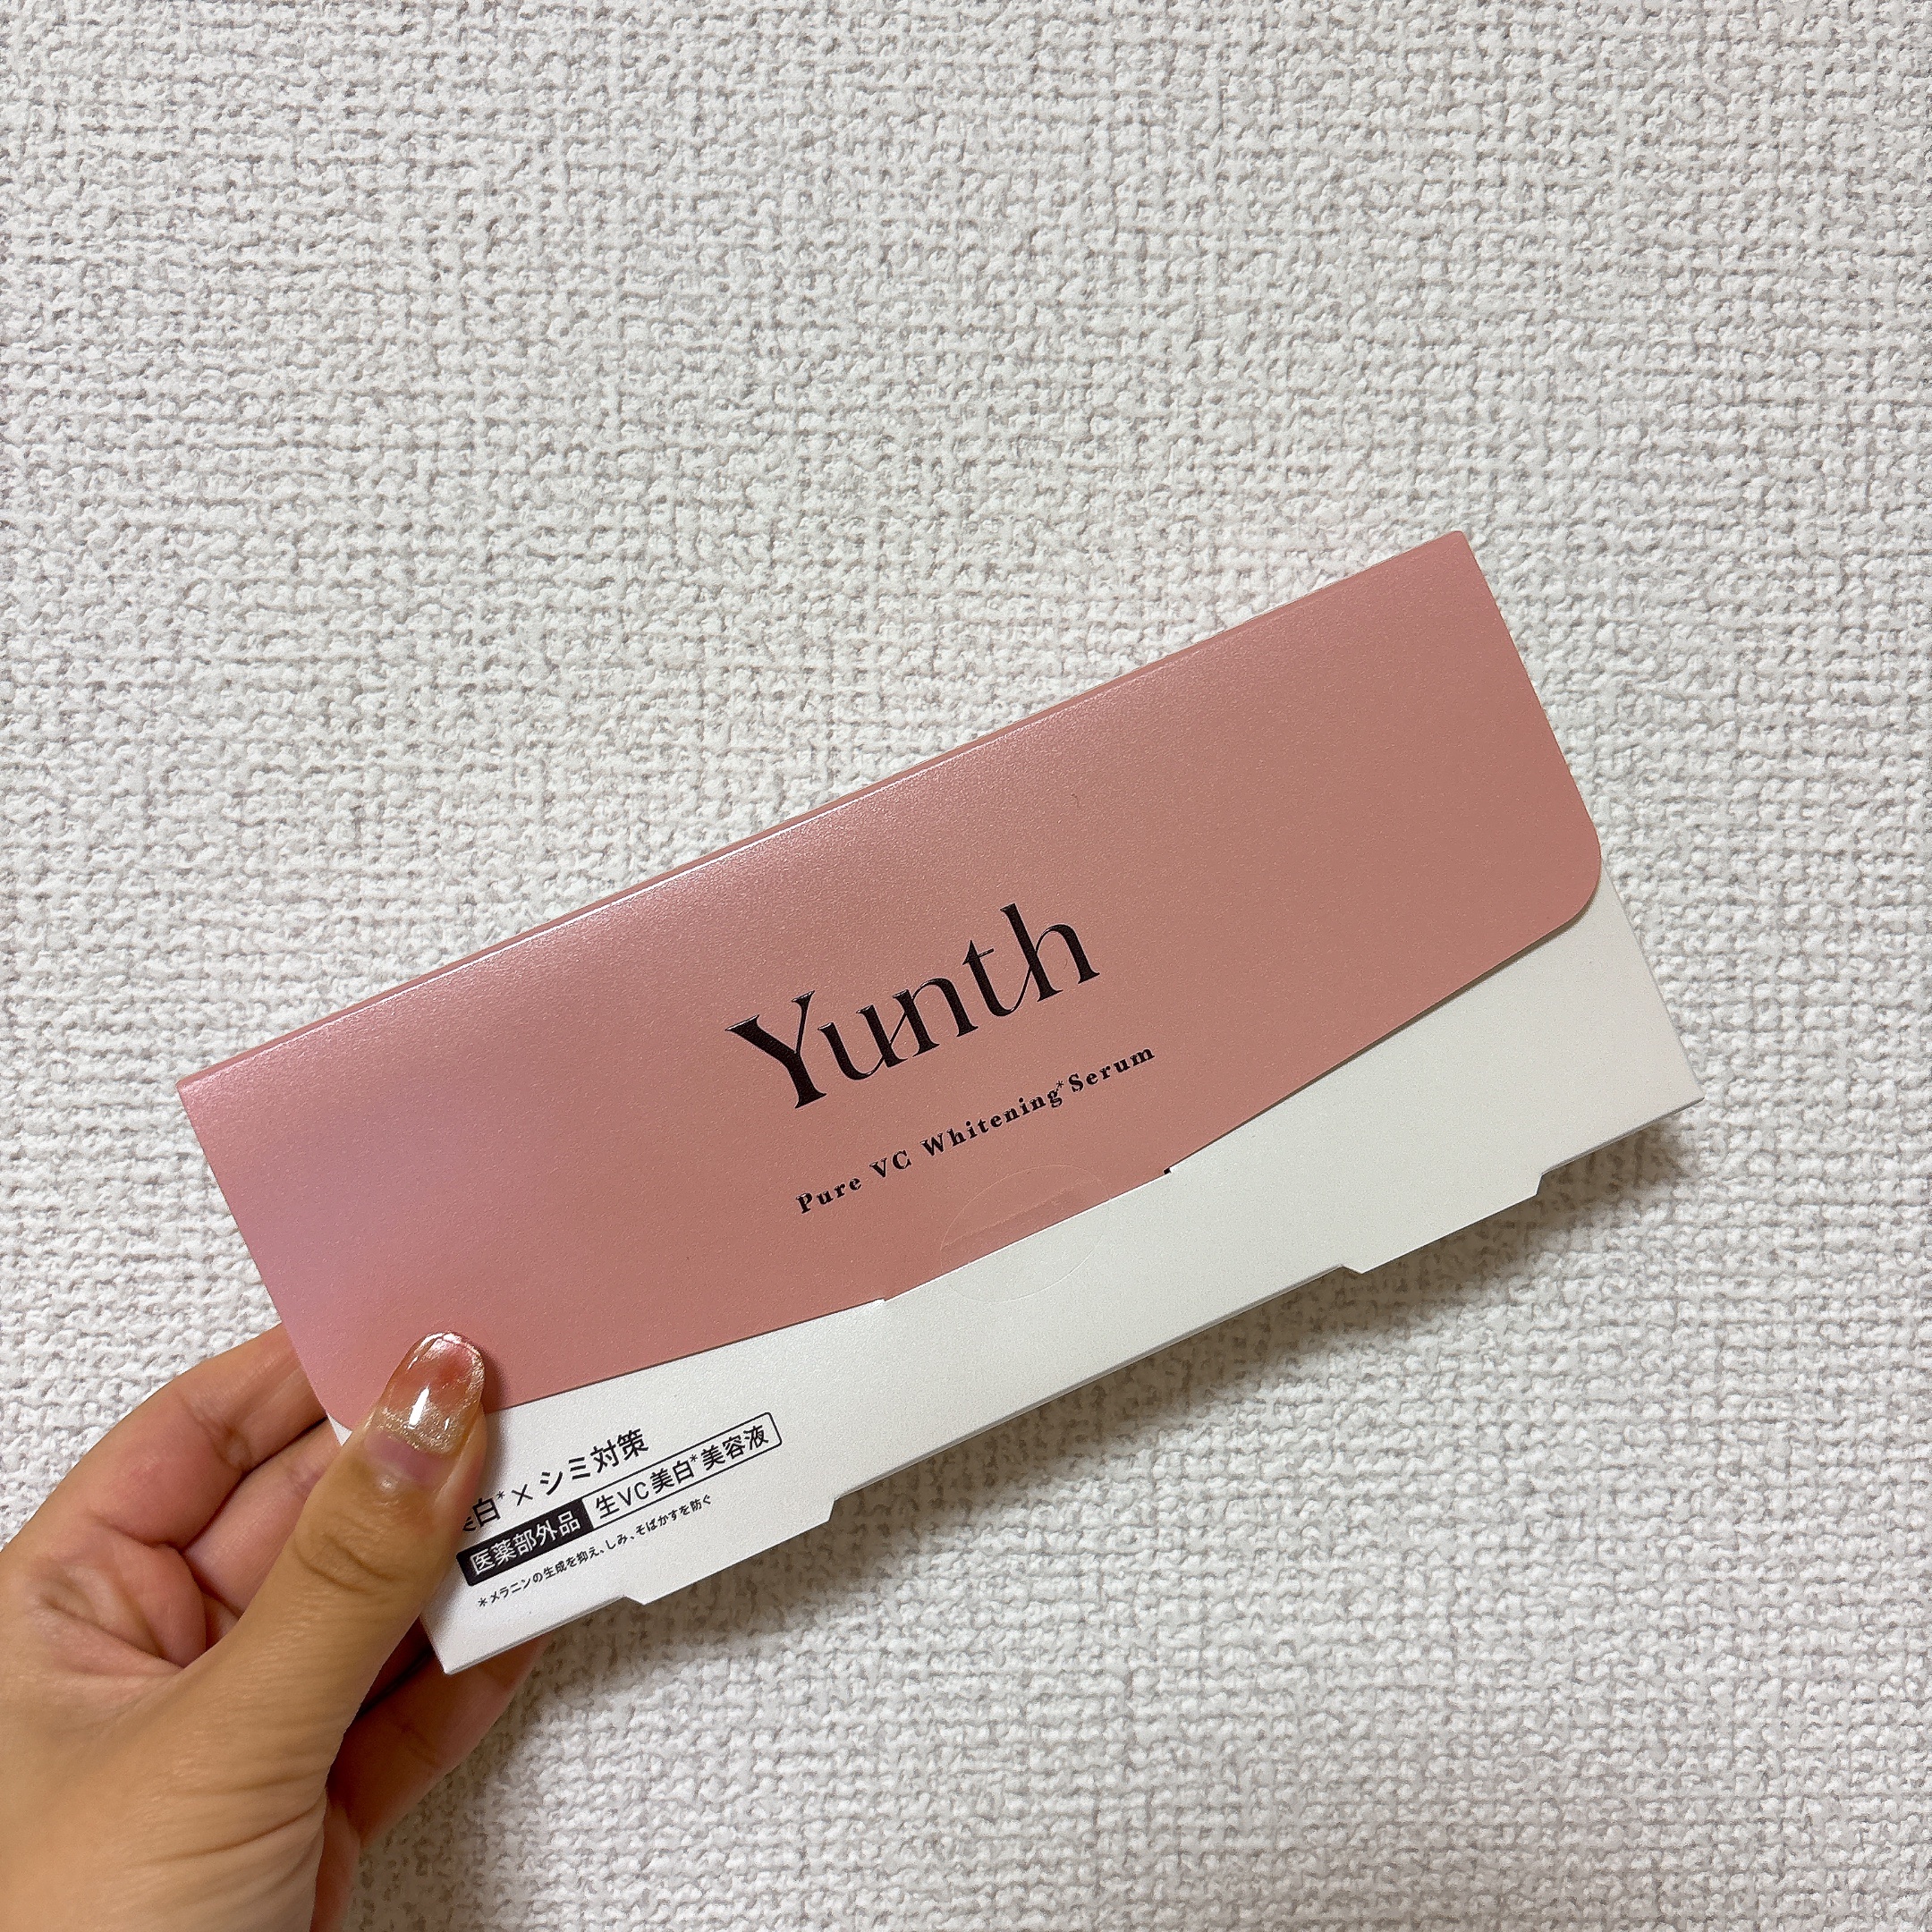 Yunth
Pure VC Whitening*Serum
白*×シミ対策
医薬部外品 生VC美白*美容液
*メラニンの生成を抑え、しみ、そばかすを防ぐ